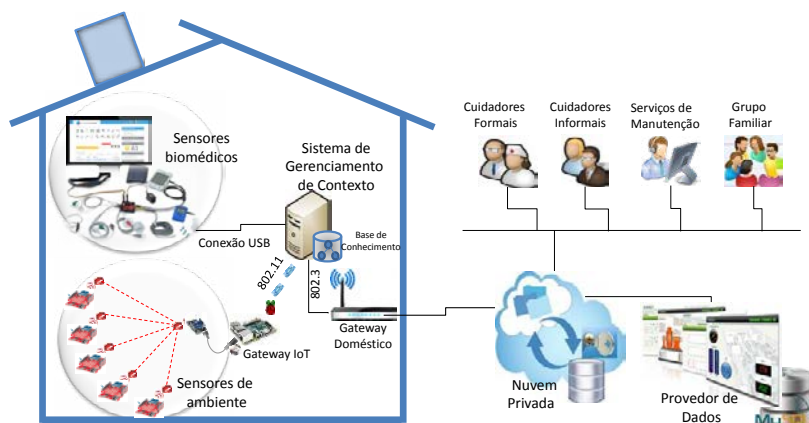 Sensores
biomédicos
Sistema de
Gerenciamento
de Contexto
Base de
Conhecimento
Conexão USB
802.11
802.3
Gateway IoT
Gateway
Doméstico
Sensores de
ambiente
Cuidadores
Formais
Cuidadores
Informais
Serviços de
Manutenção
Grupo
Familiar
Nuvem
Privada
Provedor de
Dados